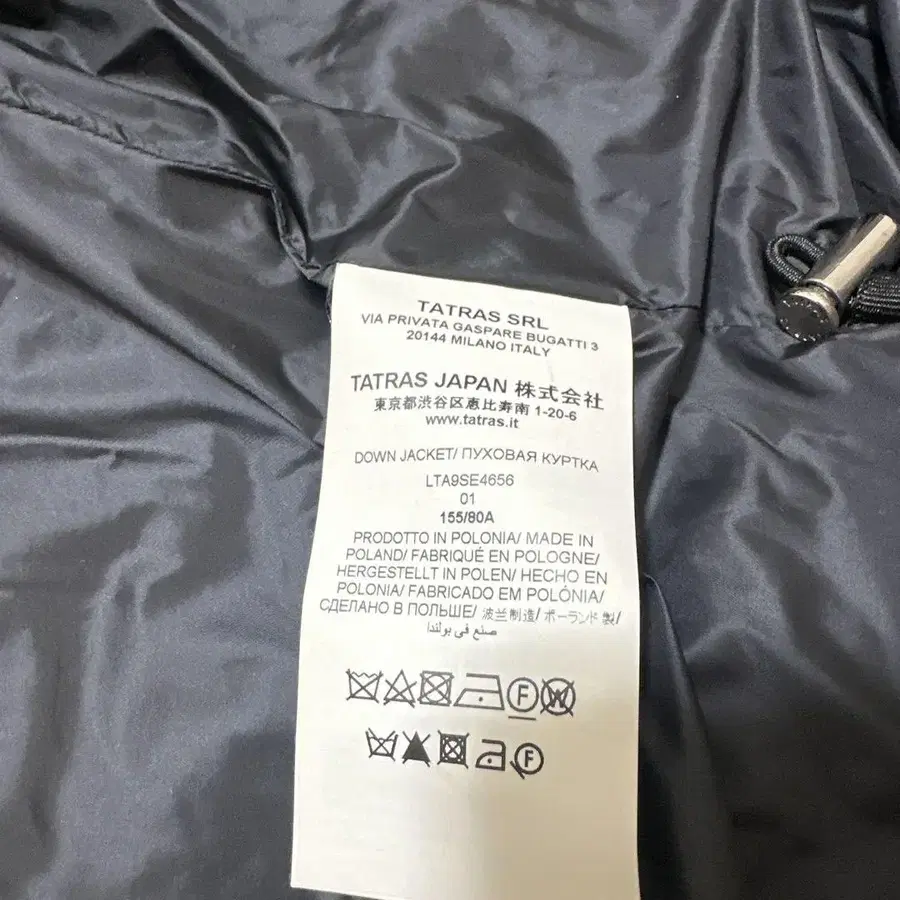 TATRAS SRL
VIA PRIVATA GASPARE BUGATTI 3
20144 MILANO ITALY
TATRAS JAPAN 株式会社
東京都渋谷区恵比寿南 1-20-6
www.tatras.it
DOWN JACKET/ ПУХОВАЯ КУРТКА
LTA9SE4656
01
155/80A
PRODOTTO IN POLONIA/ MADE IN
POLAND/ FABRIQUÉ EN POLOGNE/
HERGESTELLT IN POLEN/ HECHO EN
POLONIA/ FABRICADO EM POLÓNIA/
СДЕЛАНО В ПОЛЬШЕ/ 波兰制造/ ポーランド製/
صنع في بولندا
F W
F